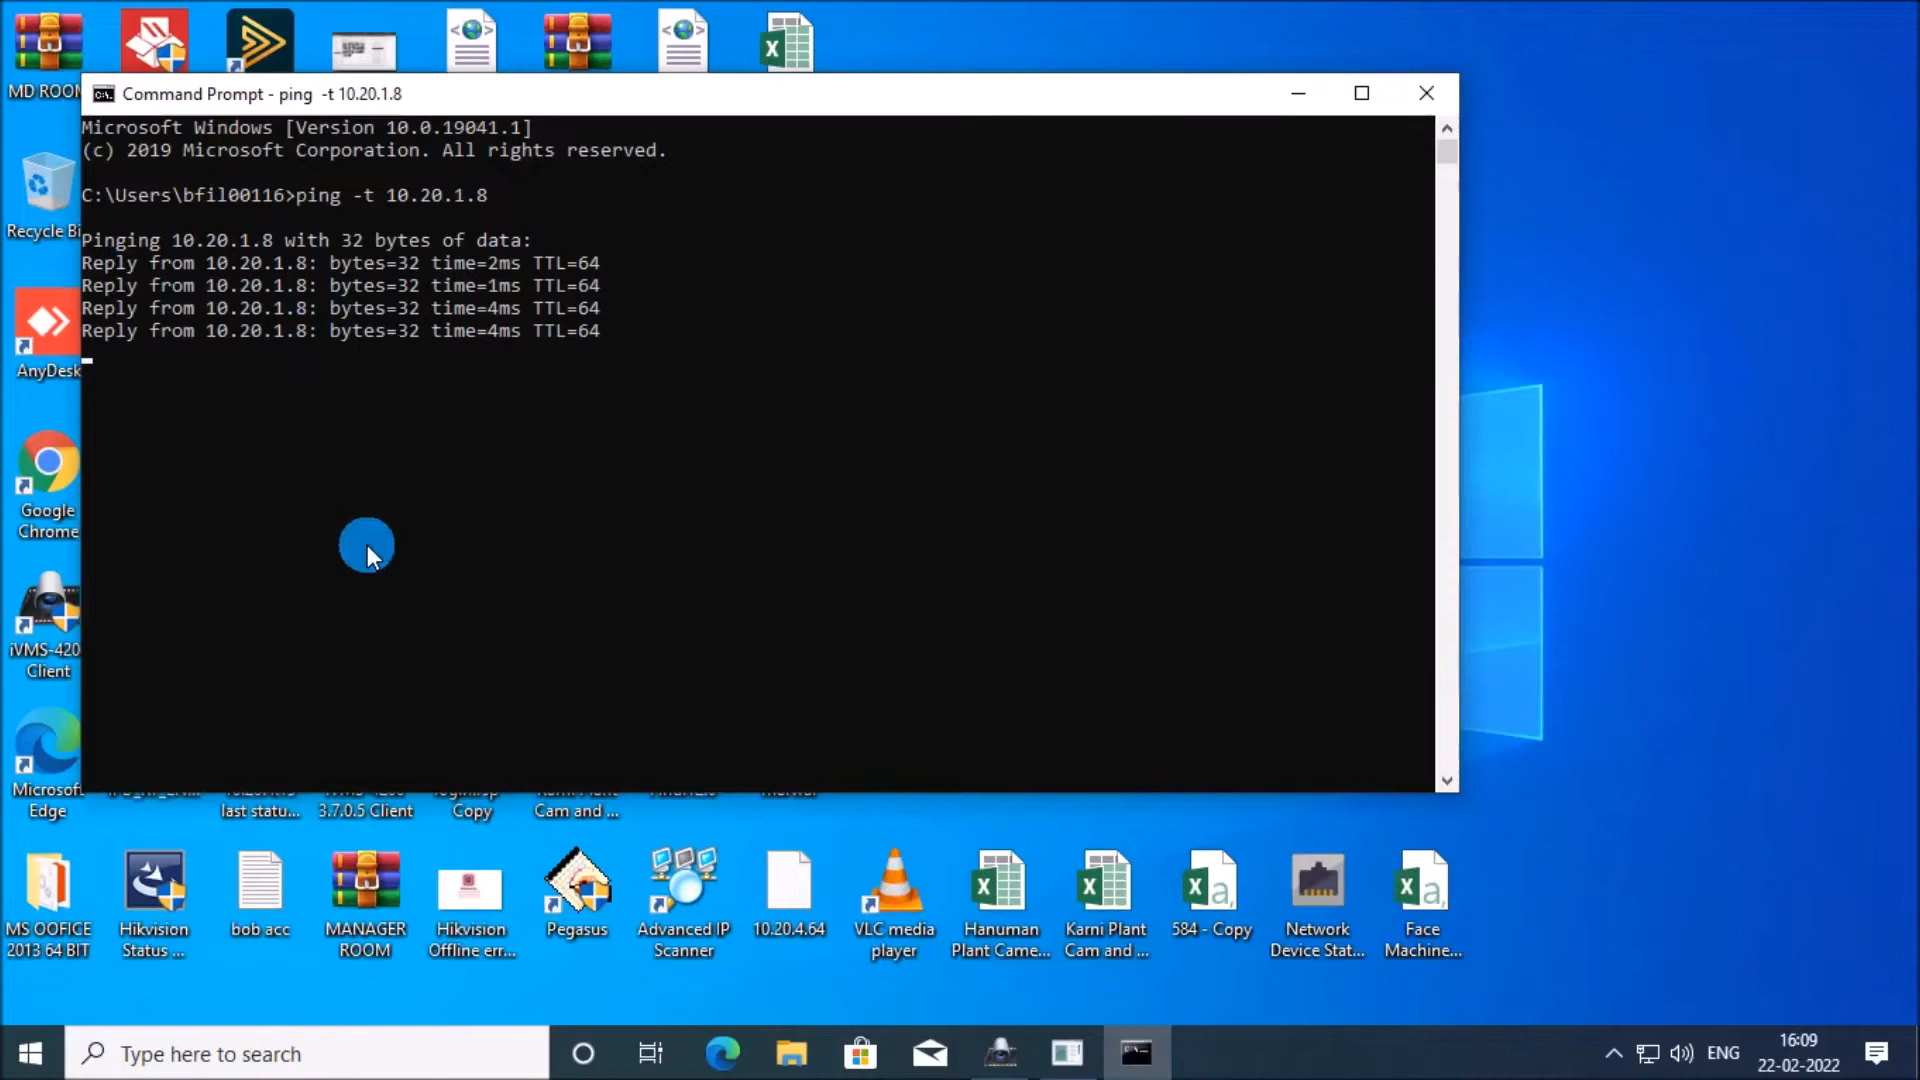 MD ROOM
Command Prompt - ping -t 10.20.1.8
Microsoft Windows [Version 10.0.19041.1]
(c) 2019 Microsoft Corporation. All rights reserved.
C:\Users\bfil00116>ping -t 10.20.1.8
Pinging 10.20.1.8 with 32 bytes of data:
Reply from 10.20.1.8: bytes=32 time=2ms TTL=64
Reply from 10.20.1.8: bytes=32 time=1ms TTL=64
Reply from 10.20.1.8: bytes=32 time=4ms TTL=64
Reply from 10.20.1.8: bytes=32 time=4ms TTL=64
Recycle Bi
AnyDesk
Google
Chrome
iVMS-420
Client
Microsoft
Edge
last statu...
3.7.0.5 Client
Copy
Cam and ...
MS OOFICE
2013 64 BIT
Hikvision
Status ...
bob acc
MANAGER
ROOM
Hikvision
Offline err...
Pegasus
Advanced IP
Scanner
10.20.4.64
VLC media
player
Hanuman
Plant Came...
Karni Plant
Cam and ...
584 - Copy
Network
Device Stat...
Face
Machine...
Type here to search
ENG
16:09
22-02-2022